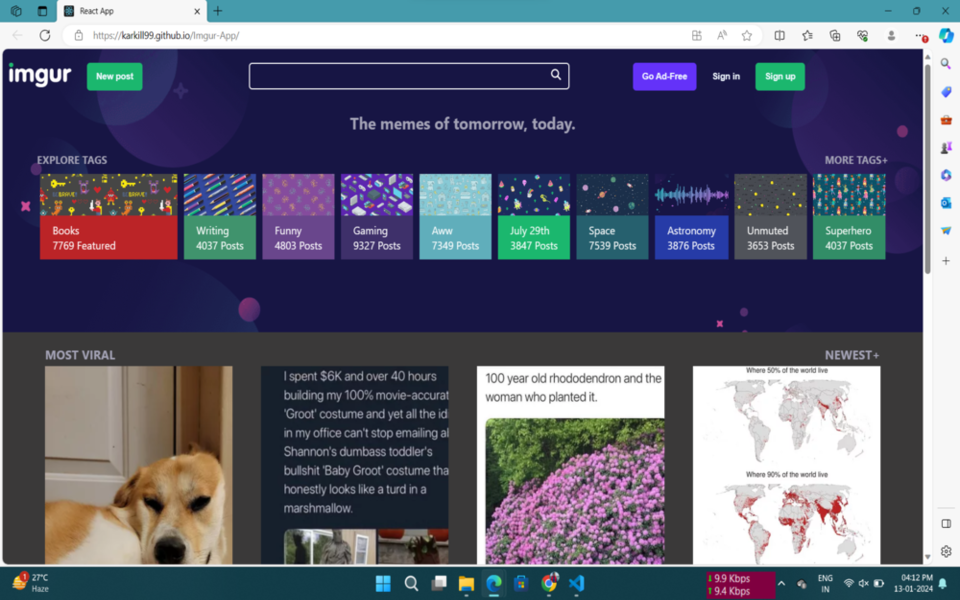 React App
https://karkill99.github.io/Imgur-App/
imgur
New post
Go Ad-Free
Sign in
Sign up
The memes of tomorrow, today.
EXPLORE TAGS
MORE TAGS+
Books
7769 Featured
Writing
4037 Posts
Funny
4803 Posts
Gaming
9327 Posts
Aww
7349 Posts
July 29th
3847 Posts
Space
7539 Posts
Astronomy
3876 Posts
Unmuted
3653 Posts
Superhero
4037 Posts
MOST VIRAL
NEWEST+
I spent $6K and over 40 hours
building my 100% movie-accurat
'Groot' costume and yet all the idi
in my office can't stop emailing al
Shannon's dumbass toddler's
bullshit 'Baby Groot' costume tha
honestly looks like a turd in a
marshmallow.
100 year old rhododendron and the
woman who planted it.
Where 50% of the world live
Where 90% of the world live
1
27°C
Haze
9.9 Kbps
9.4 Kbps
ENG
IN
04:12 PM
13-01-2024